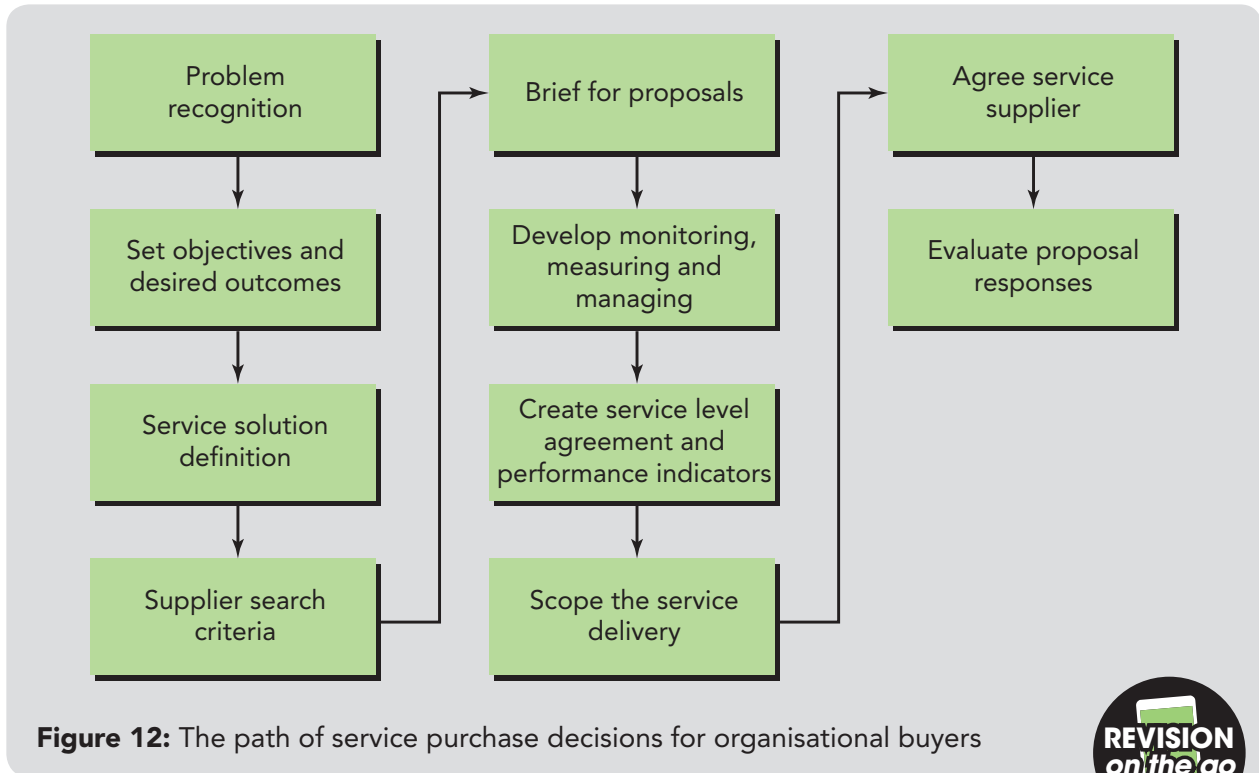 Problem
recognition
Set objectives and
desired outcomes
Service solution
definition
Supplier search
criteria
Brief for proposals
Develop monitoring,
measuring and
managing
Create service level
agreement and
performance indicators
Scope the service
delivery
Agree service
supplier
Evaluate proposal
responses
Figure 12: The path of service purchase decisions for organisational buyers
REVISION
on the go